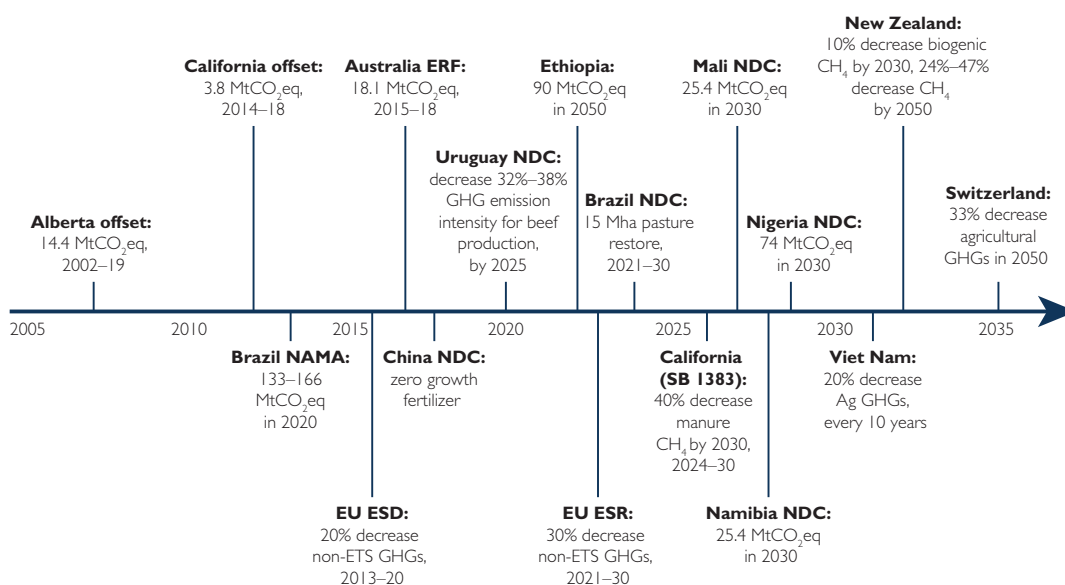 New Zealand:
10% decrease biogenic
CH₄ by 2030, 24%–47%
decrease CH₄
by 2050
California offset:
3.8 MtCO₂eq,
2014–18
Australia ERF:
18.1 MtCO₂eq,
2015–18
Ethiopia:
90 MtCO₂eq
in 2050
Mali NDC:
25.4 MtCO₂eq
in 2030
Uruguay NDC:
decrease 32%–38%
GHG emission
intensity for beef
production,
by 2025
Brazil NDC:
15 Mha pasture
restore,
2021–30
Switzerland:
33% decrease
agricultural
GHGs in 2050
Alberta offset:
14.4 MtCO₂eq,
2002–19
Nigeria NDC:
74 MtCO₂eq
in 2030
2005 2010 2015 2020 2025 2030 2035
Brazil NAMA:
133–166
MtCO₂eq
in 2020
China NDC:
zero growth
fertilizer
California
(SB 1383):
40% decrease
manure
CH₄ by 2030,
2024–30
Viet Nam:
20% decrease
Ag GHGs,
every 10 years
EU ESD:
20% decrease
non-ETS GHGs,
2013–20
EU ESR:
30% decrease
non-ETS GHGs,
2021–30
Namibia NDC:
25.4 MtCO₂eq
in 2030